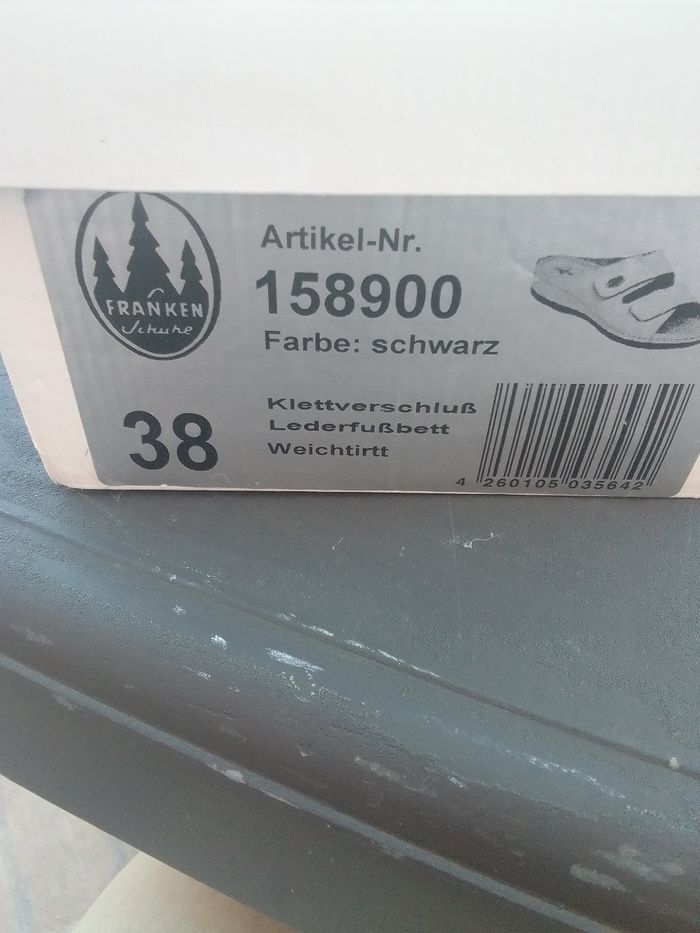 FRANKEN
Schuhe
Artikel-Nr.
158900
Farbe: schwarz
38
Klettverschluß
Lederfußbett
Weichtirtt
4 260105 035642